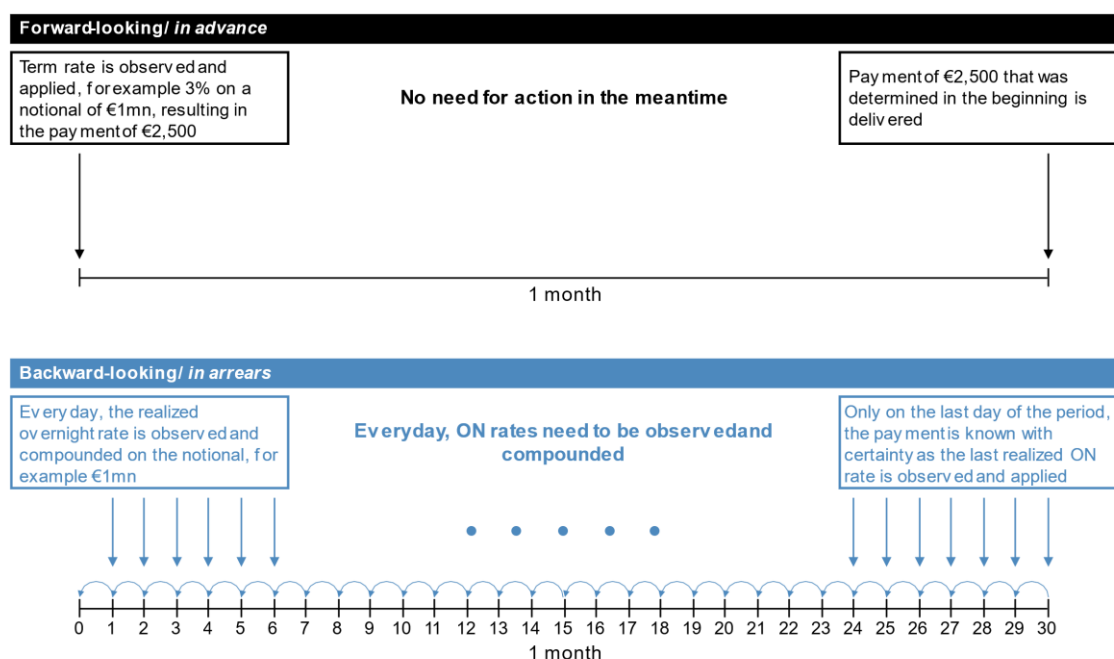 Forward-looking/ in advance
Term rate is observed and
applied, for example 3% on a
notional of €1mn, resulting in
the payment of €2,500
No need for action in the meantime
Payment of €2,500 that was
determined in the beginning is
delivered
1 month
Backward-looking/ in arrears
Everyday, the realized
overnight rate is observed and
compounded on the notional, for
example €1mn
Everyday, ON rates need to be observed and
compounded
Only on the last day of the period,
the payment is known with
certainty as the last realized ON
rate is observed and applied
0 1 2 3 4 5 6 7 8 9 10 11 12 13 14 15 16 17 18 19 20 21 22 23 24 25 26 27 28 29 30
1 month